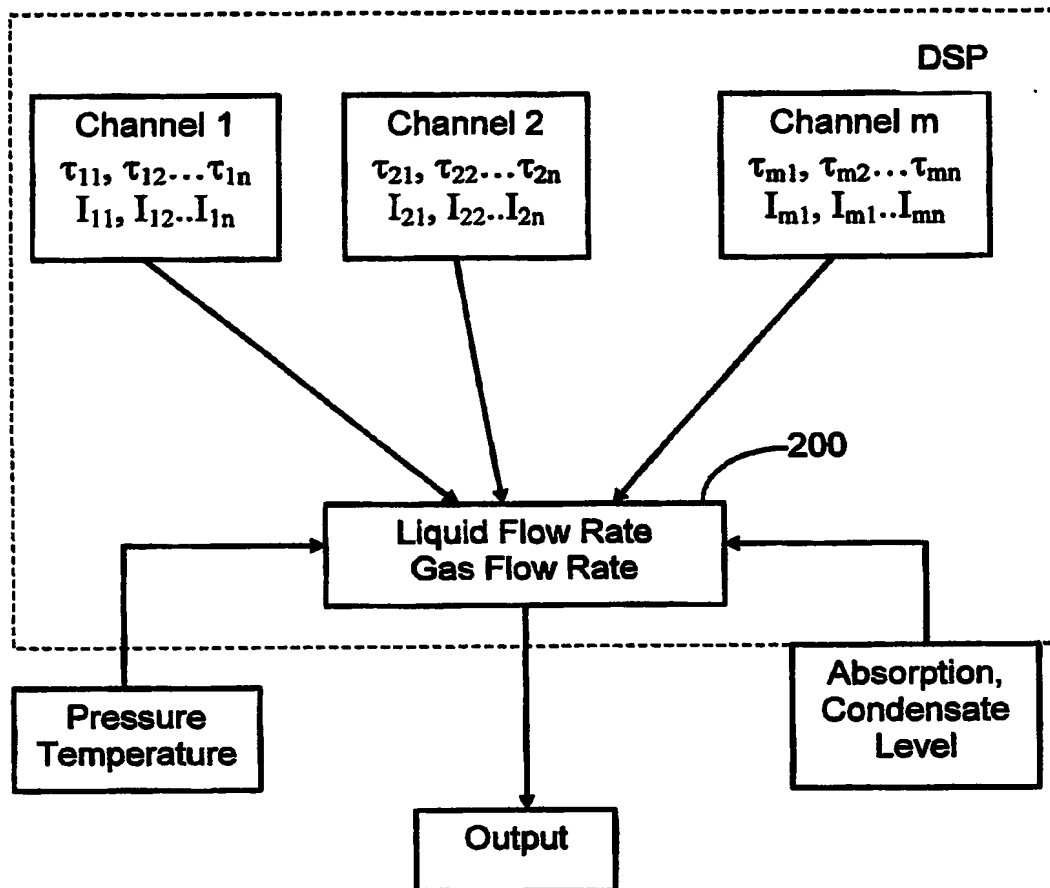 DSP
Channel 1
τ11, τ12...τ1n
I11, I12..I1n
Channel 2
τ21, τ22...τ2n
I21, I22..I2n
Channel m
τm1, τm2...τmn
Im1, Im1..Imn
200
Liquid Flow Rate
Gas Flow Rate
Pressure
Temperature
Absorption,
Condensate
Level
Output